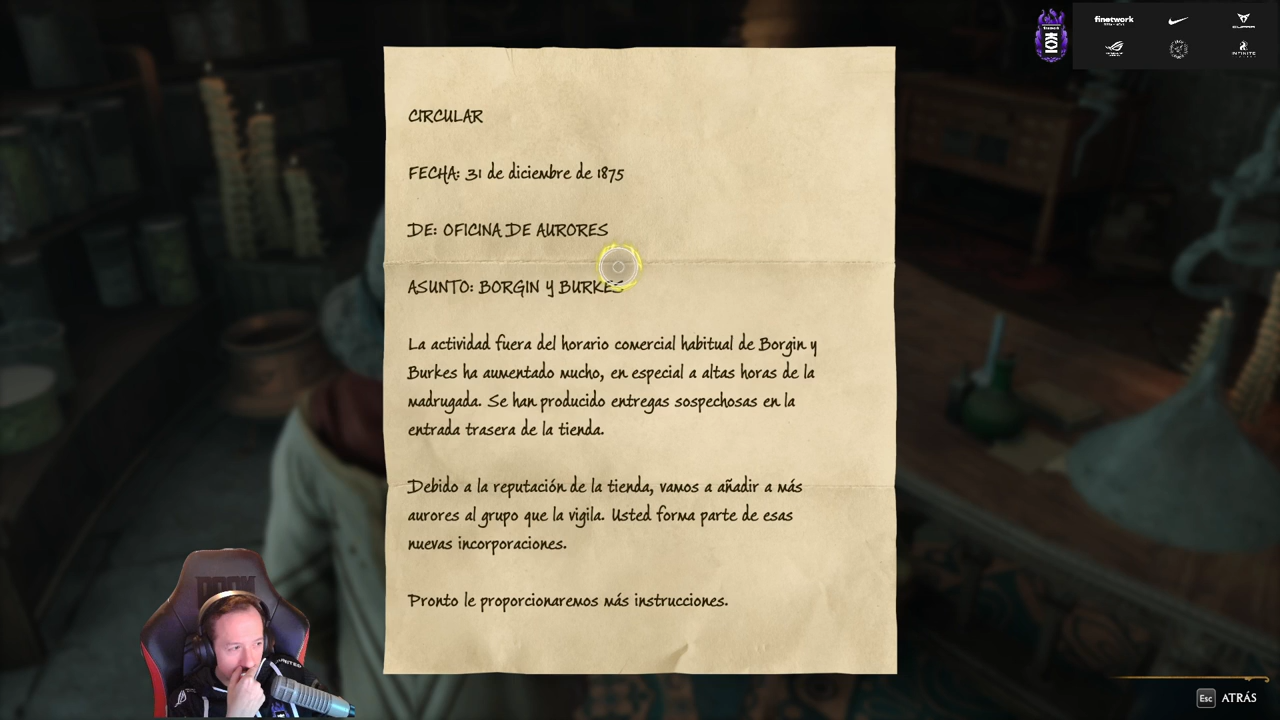 finetwork
KOI
INFINITE
CIRCULAR
FECHA: 31 de diciembre de 1875
DE: OFICINA DE AURORES
ASUNTO: BORGIN Y BURKES
La actividad fuera del horario comercial habitual de Borgin y
Burkes ha aumentado mucho, en especial a altas horas de la
madrugada. Se han producido entregas sospechosas en la
entrada trasera de la tienda.
Debido a la reputación de la tienda, vamos a añadir a más
aurores al grupo que la vigila. Usted forma parte de esas
nuevas incorporaciones.
Pronto le proporcionaremos más instrucciones.
DOOM
Esc ATRÁS